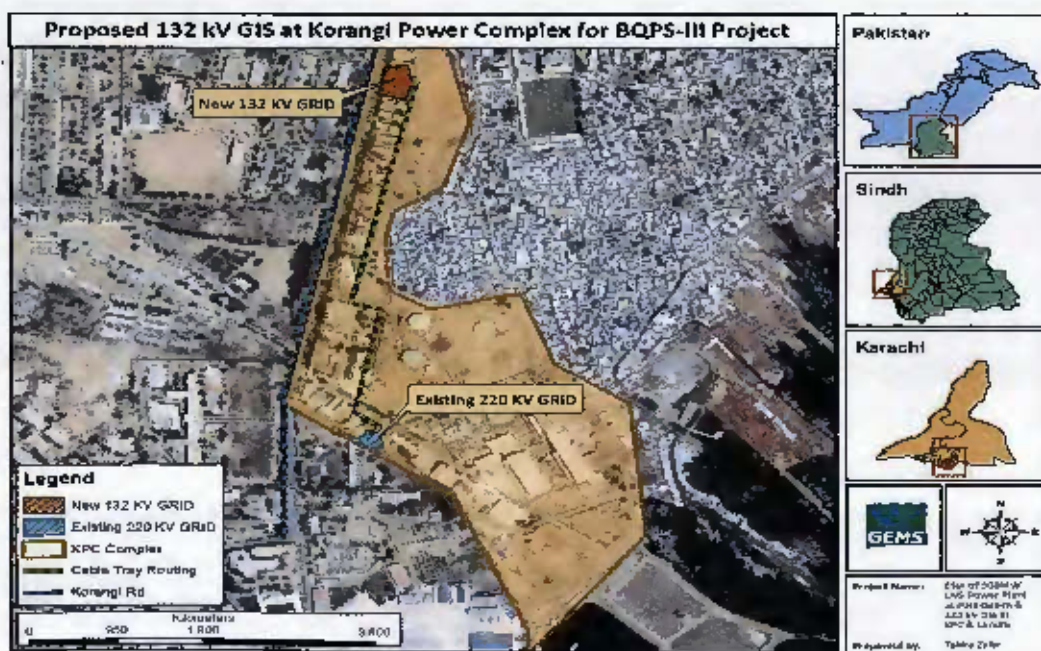 Proposed 132 kV GIS at Korangi Power Complex for BQPS-III Project
New 132 KV GRID
Existing 220 KV GRID
Legend
New 132 KV GRID
Existing 220 KV GRID
KPC Complex
Cable Tray Routing
Korangi Rd
Kilometers
0
Pakistan
Sindh
Karachi
GEMS
N
S
Project Name:
Power Plant
Prepared by: